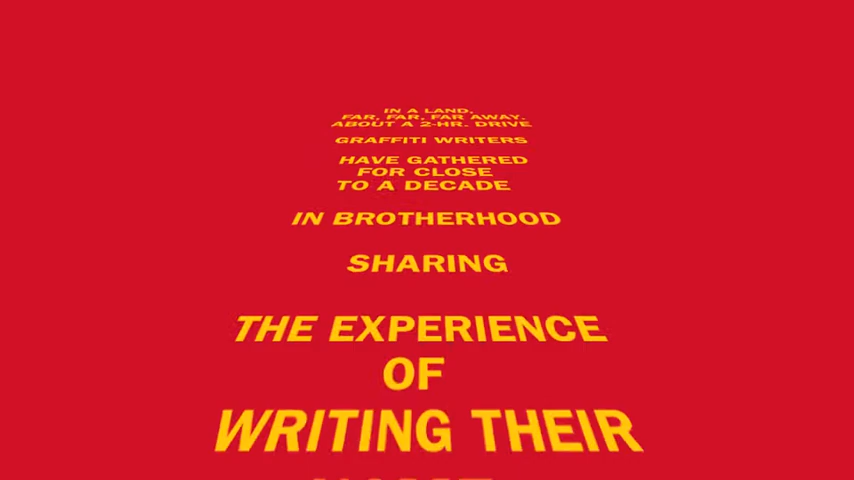 IN A LAND,
FAR, FAR, FAR AWAY.
ABOUT A 2-HR. DRIVE
GRAFFITI WRITERS
HAVE GATHERED
FOR CLOSE
TO A DECADE
IN BROTHERHOOD
SHARING
THE EXPERIENCE
OF
WRITING THEIR